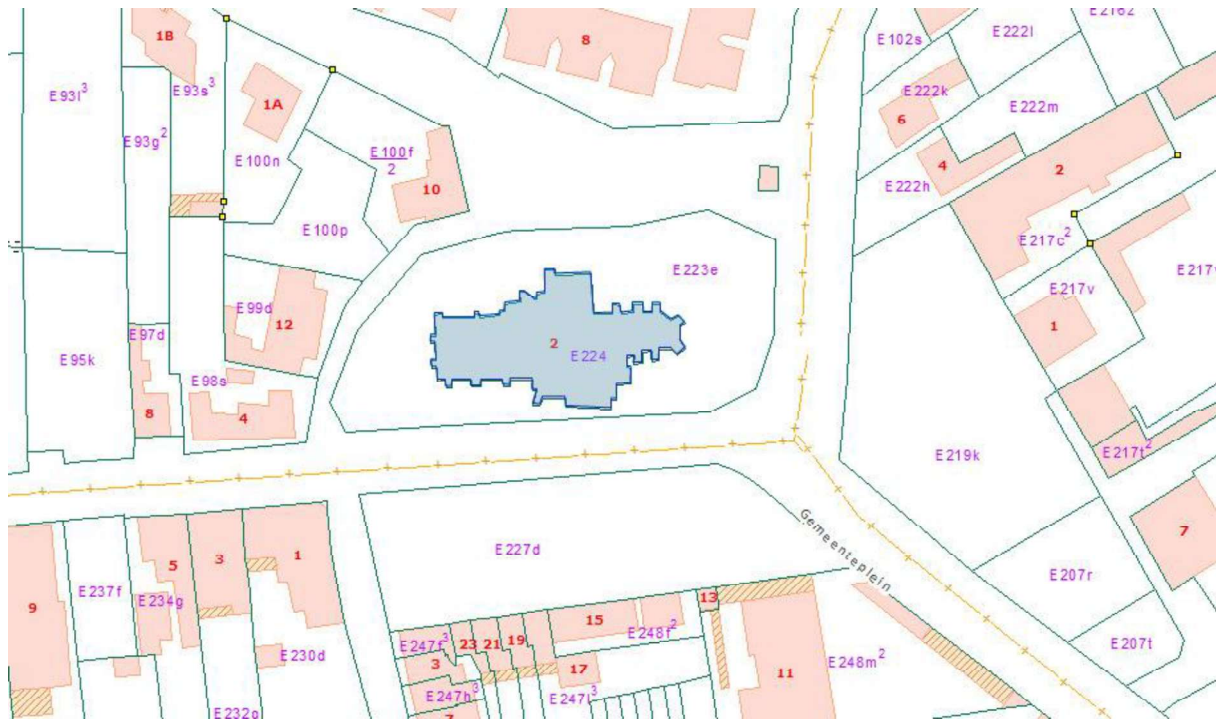 E216z
1B
8
E102s
E222l
E93l³
E93s³
E222k
1A
E222m
6
E93g²
E100n
E100f
2
4
2
10
E222h
E100p
E217c²
E223e
E217v
E99d
12
1
E97d
2
E224
E95k
E98s
8
4
E217t²
E219k
Gemeenteplein
7
E227d
3
1
5
E207r
E237f
9
E234g
13
15
E247f³
23
21
19
E248f²
E207t
E230d
3
17
11
E248m²
E247h³
E247l³
7